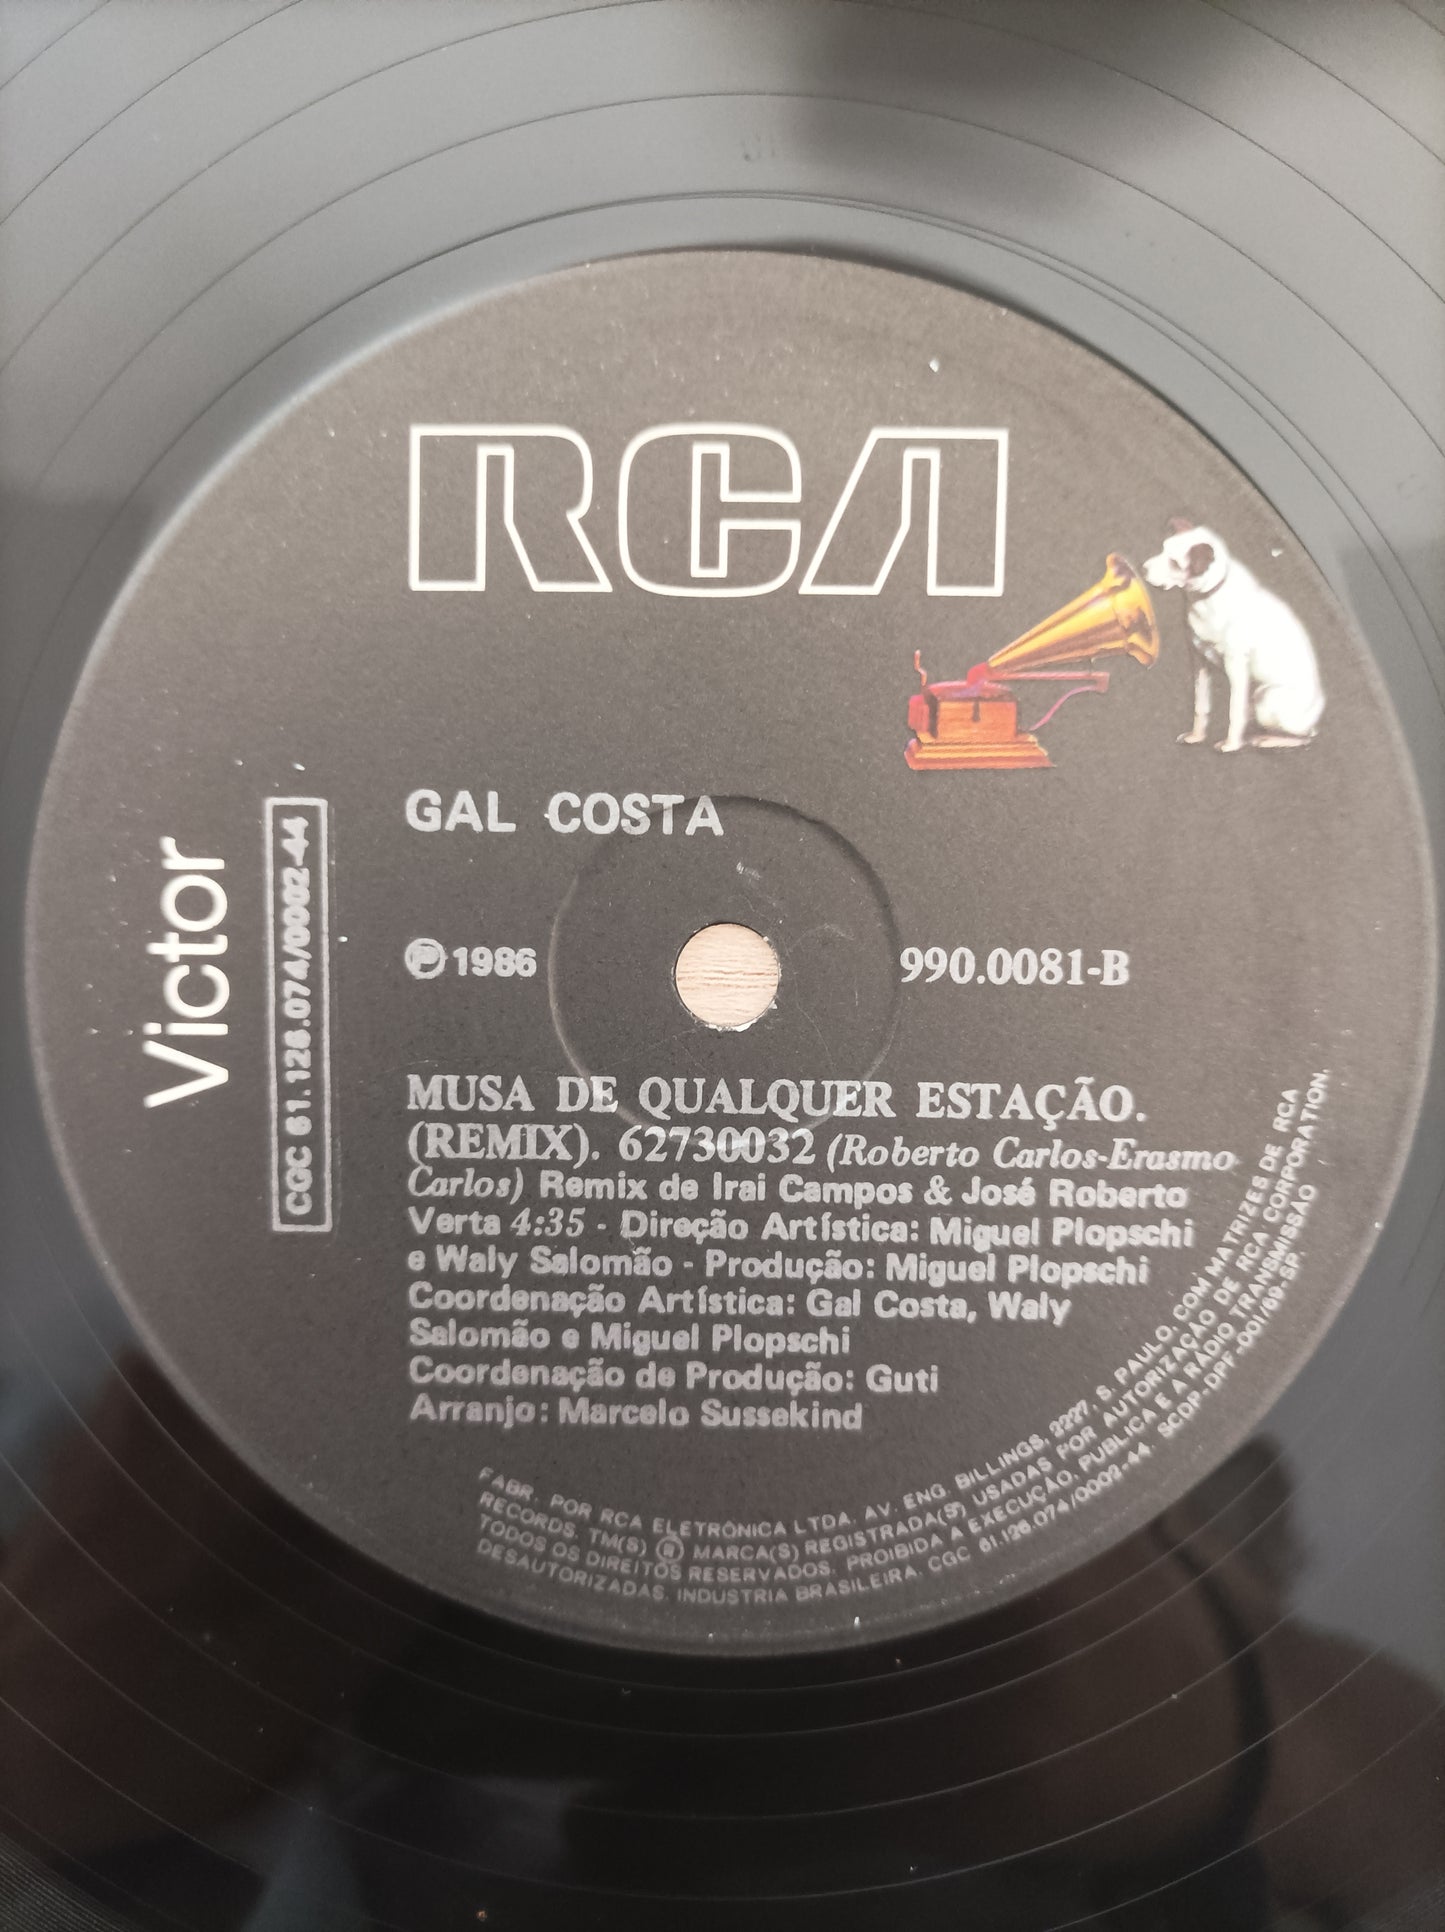 RCA
Victor
CGC 61.128.074/0002-44
GAL COSTA
Ⓟ 1986
990.0081-B
MUSA DE QUALQUER ESTAÇÃO.
(REMIX). 62730032 (Roberto Carlos-Erasmo
Carlos) Remix de Irai Campos & José Roberto
Verta 4:35 - Direção Artística: Miguel Plopschi
e Waly Salomão - Produção: Miguel Plopschi
Coordenação Artística: Gal Costa, Waly
Salomão e Miguel Plopschi
Coordenação de Produção: Guti
Arranjo: Marcelo Sussekind
FABR. POR RCA ELETRÔNICA LTDA. AV. ENG. BILLINGS, 2227, S. PAULO, COM MATRIZES DE RCA
RECORDS. TM(S) ® MARCA(S) REGISTRADA(S) USADAS POR AUTORIZAÇÃO DE RCA CORPORATION.
TODOS OS DIREITOS RESERVADOS. PROIBIDA A EXECUÇÃO, PUBLICA E A RÁDIO TRANSMISSÃO
DESAUTORIZADAS. INDUSTRIA BRASILEIRA. CGC 61.128.074/0002-44. SCDP-DPF-001/69-SP.